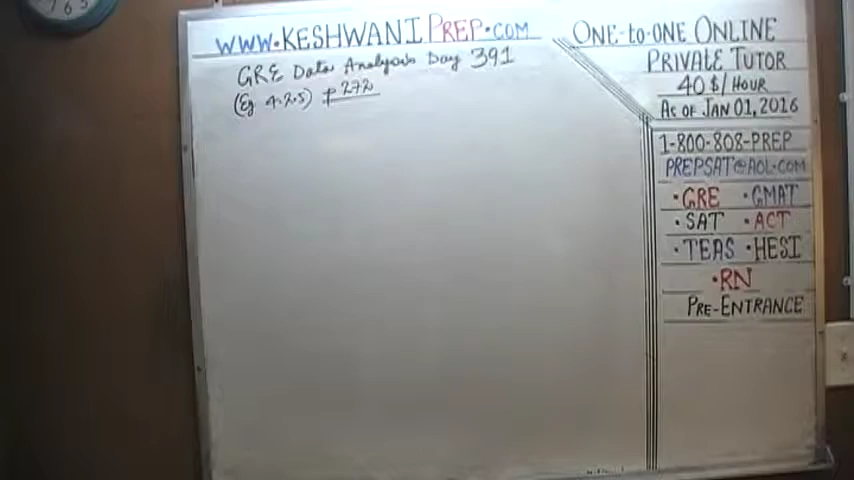 www.KESHWANIPREP.COM
GRE Data Analysis Day 391
(Eg 4.2.5) P 272
ONE-to-ONE ONLINE
PRIVATE TUTOR
40 $/HOUR
AS OF JAN 01, 2016
1-800-808-PREP
PREPSAT@AOL.COM
•GRE •GMAT
•SAT •ACT
•TEAS •HESI
•RN
PRE-ENTRANCE